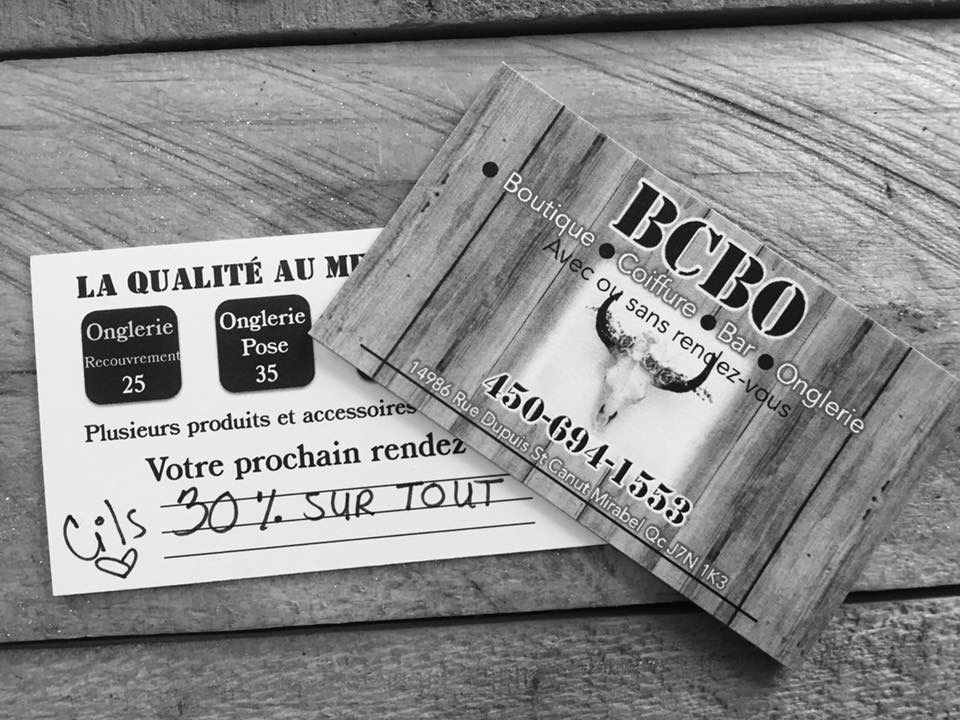 LA QUALITÉ AU
Onglerie
Recouvrement
25
Onglerie
Pose
35
Plusieurs produits et accessoires
Votre prochain rendez
Cils 30% SUR TOUT
BCBO
• Boutique • Coiffure • Bar • Onglerie
Avec ou sans rendez-vous
450-694-1553
14986 Rue Dupuis St Canut Mirabel Qc J7N 1K3